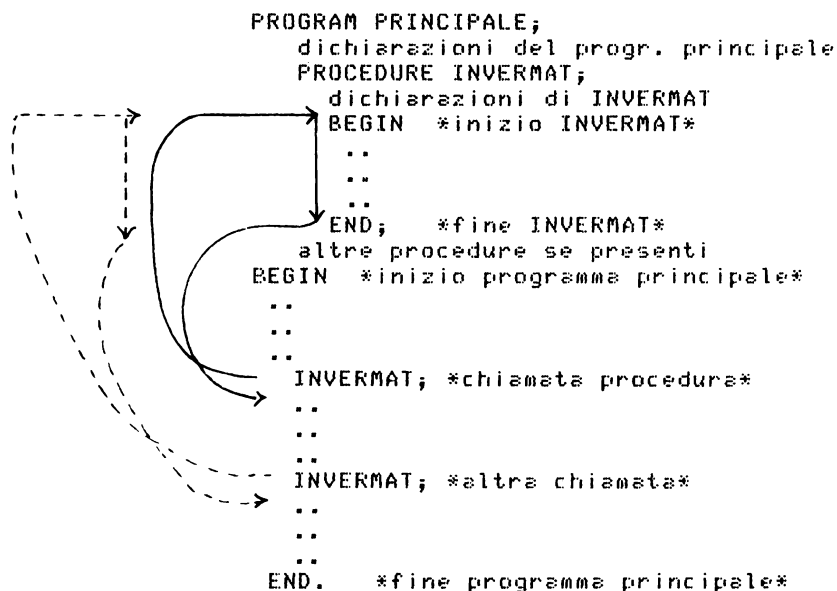 PROGRAM PRINCIPALE;
dichiarazioni del progr. principale
PROCEDURE INVERMAT;
dichiarazioni di INVERMAT
BEGIN *inizio INVERMAT*
..
..
..
END; *fine INVERMAT*
altre procedure se presenti
BEGIN *inizio programma principale*
..
..
..
INVERMAT; *chiamata procedura*
..
..
..
INVERMAT; *altra chiamata*
..
..
..
END. *fine programma principale*